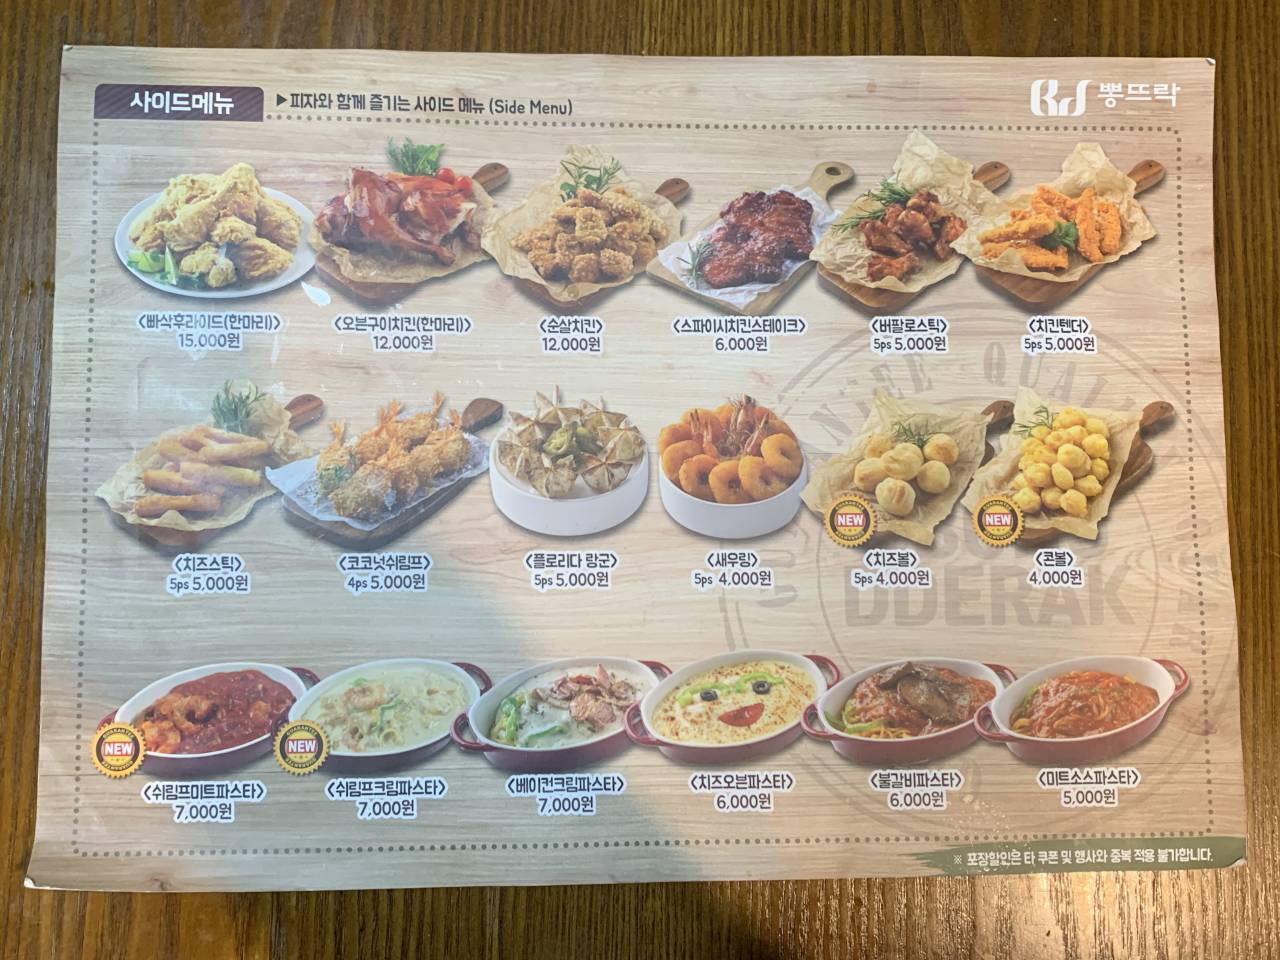 사이드메뉴
▶피자와 함께 즐기는 사이드 메뉴 (Side Menu)
뽕뜨락
<빠삭후라이드(한마리)>
15,000원
<오븐구이치킨(한마리)>
12,000원
<순살치킨>
12,000원
<스파이시치킨스테이크>
6,000원
<버팔로스틱>
5ps 5,000원
<치킨텐더>
5ps 5,000원
<치즈스틱>
5ps 5,000원
<코코넛쉬림프>
4ps 5,000원
<플로리다 랑군>
5ps 5,000원
<새우링>
5ps 4,000원
NEW
<치즈볼>
5ps 4,000원
NEW
<콘볼>
4,000원
DDERAK
NEW
<쉬림프미트파스타>
7,000원
NEW
<쉬림프크림파스타>
7,000원
<베이컨크림파스타>
7,000원
<치즈오븐파스타>
6,000원
<불갈비파스타>
6,000원
<미트소스파스타>
5,000원
※ 포장할인은 타 쿠폰 및 행사와 중복 적용 불가합니다.